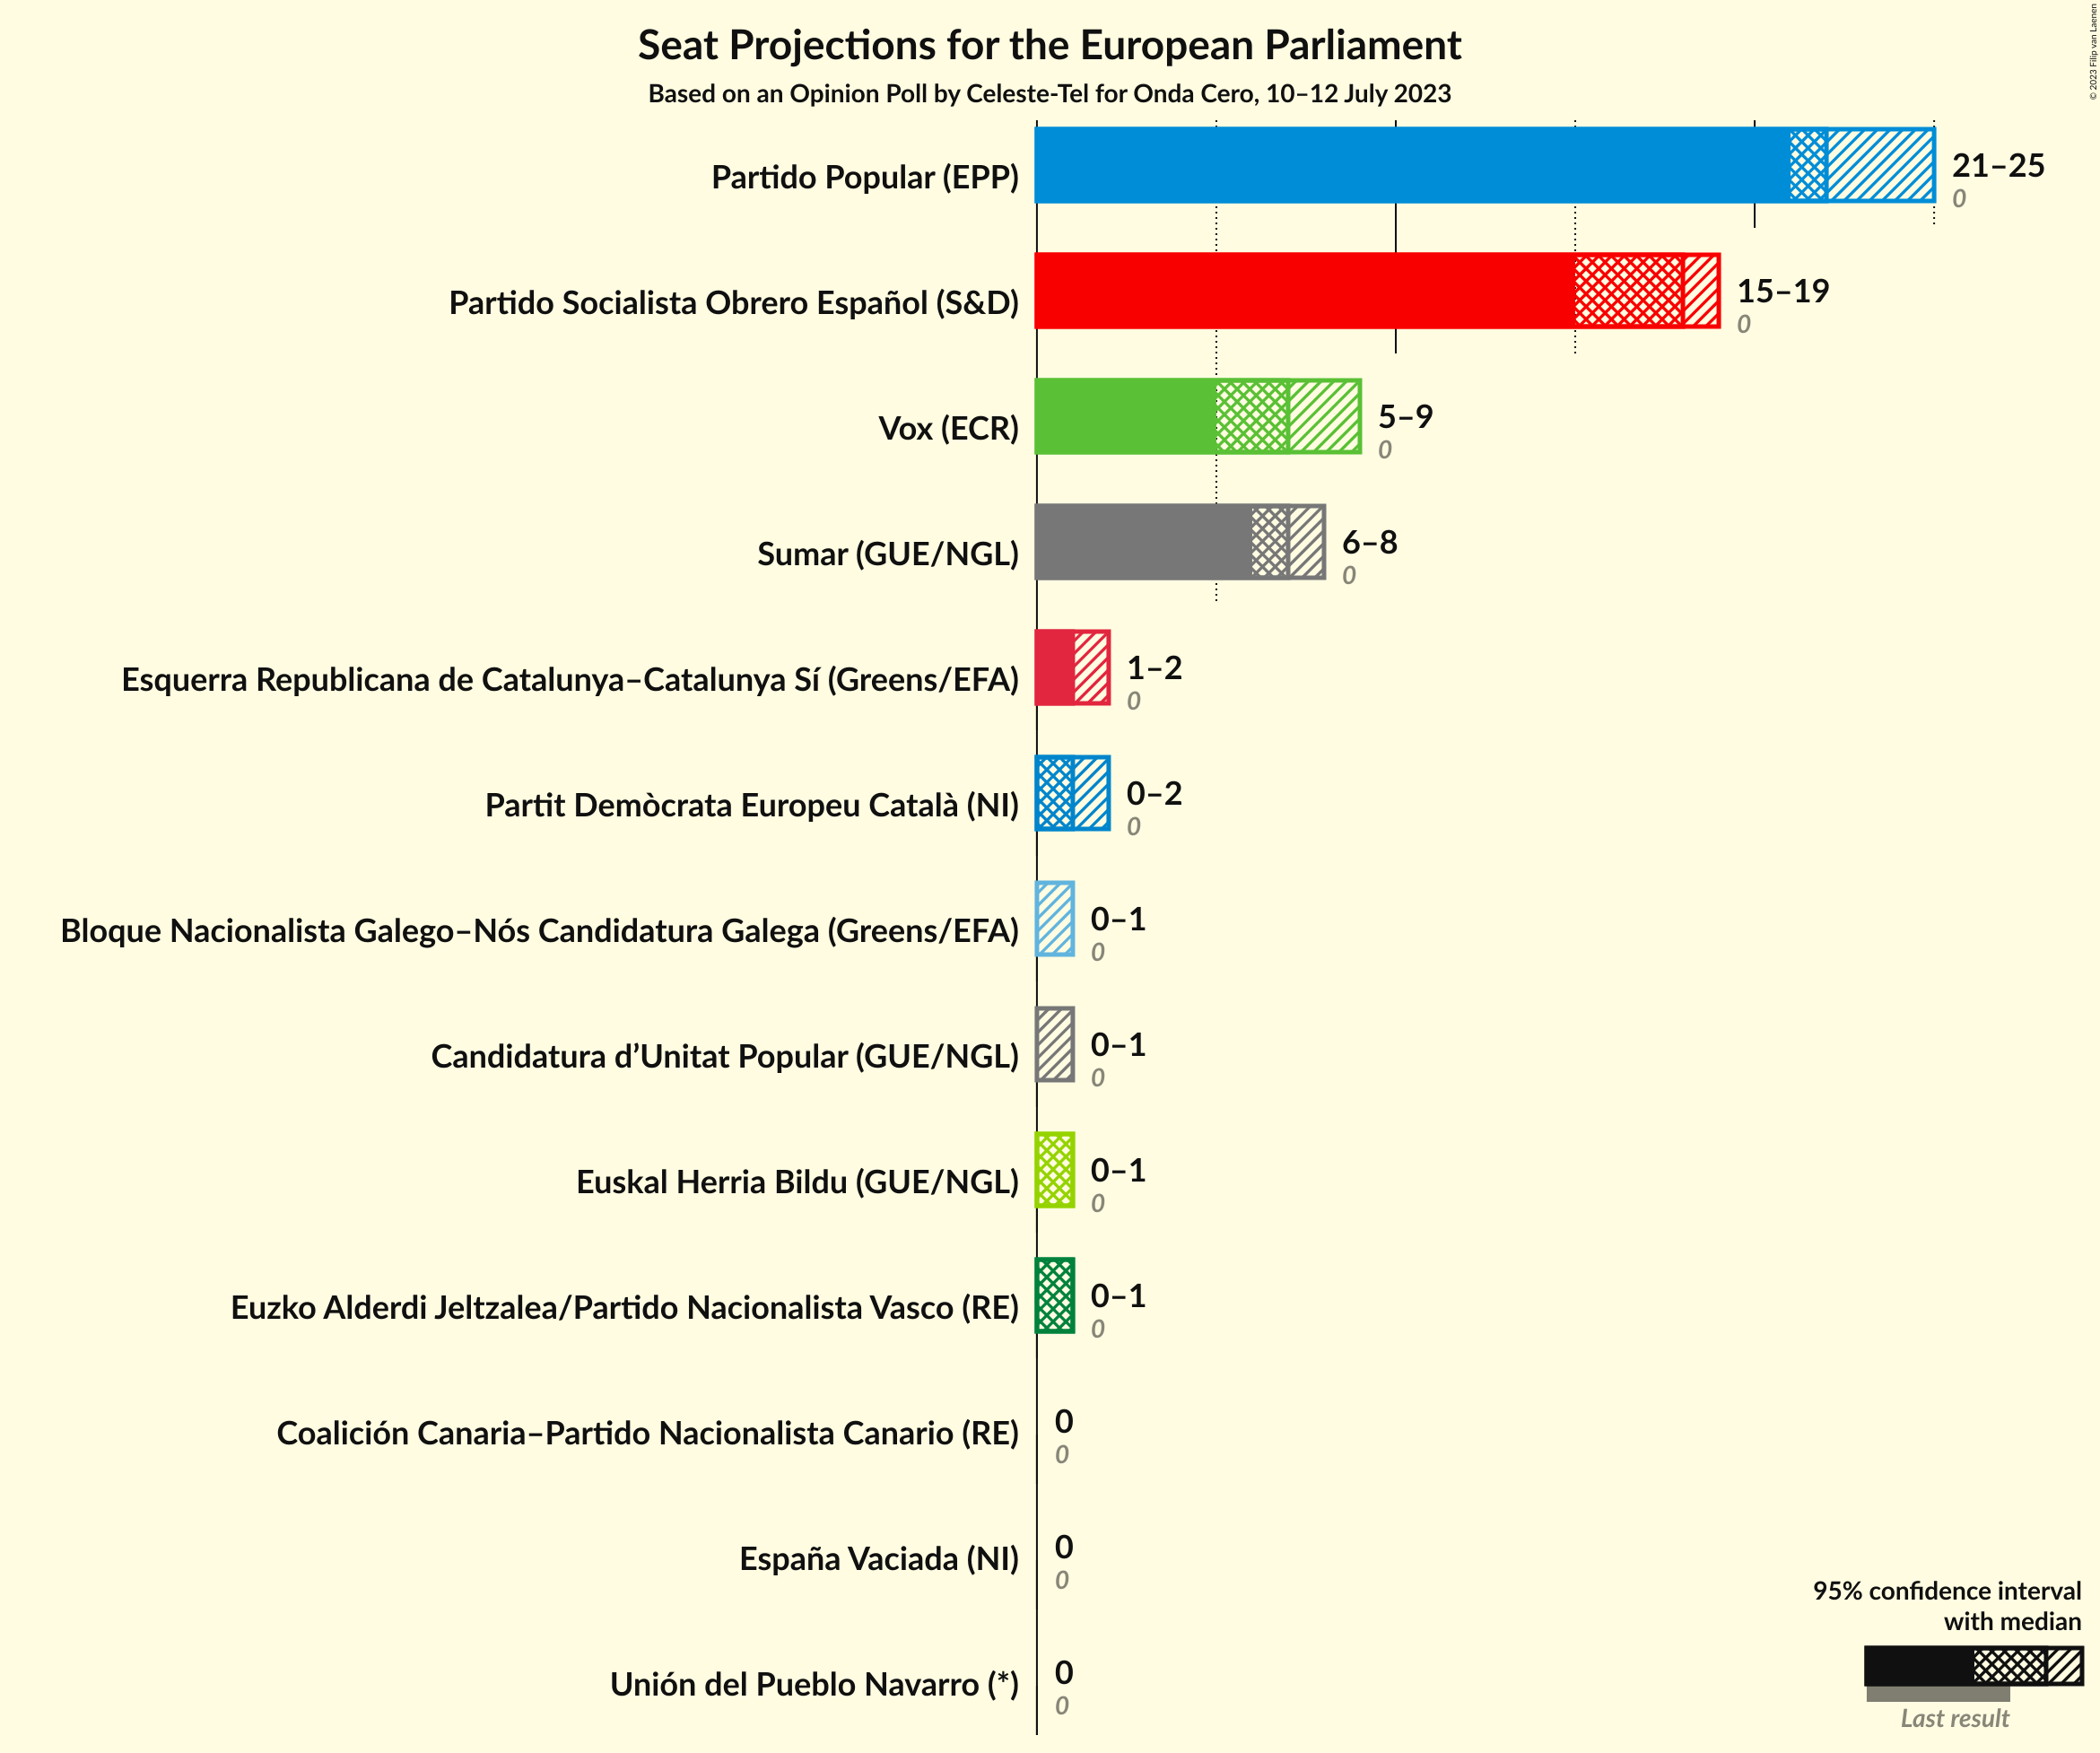 Seat Projections for the European Parliament
Based on an Opinion Poll by Celeste-Tel for Onda Cero, 10–12 July 2023
© 2023 Filip van Laenen
Partido Popular (EPP)
21–25
0
Partido Socialista Obrero Español (S&D)
15–19
0
Vox (ECR)
5–9
0
Sumar (GUE/NGL)
6–8
0
Esquerra Republicana de Catalunya–Catalunya Sí (Greens/EFA)
1–2
0
Partit Demòcrata Europeu Català (NI)
0–2
0
Bloque Nacionalista Galego–Nós Candidatura Galega (Greens/EFA)
0–1
0
Candidatura d’Unitat Popular (GUE/NGL)
0–1
0
Euskal Herria Bildu (GUE/NGL)
0–1
0
Euzko Alderdi Jeltzalea/Partido Nacionalista Vasco (RE)
0–1
0
Coalición Canaria–Partido Nacionalista Canario (RE)
0
0
España Vaciada (NI)
0
0
Unión del Pueblo Navarro (*)
0
0
95% confidence interval
with median
Last result